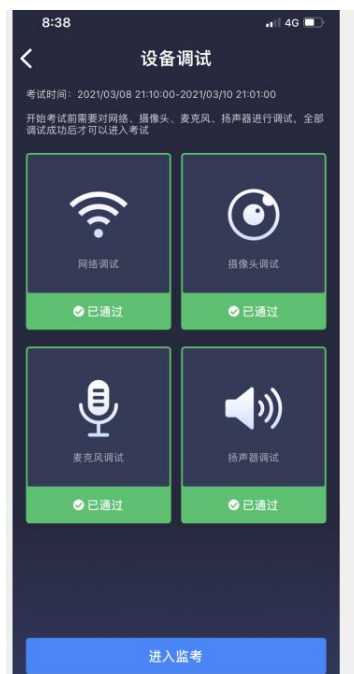 8:38
4G
设备调试
考试时间：2021/03/08 21:10:00-2021/03/10 21:01:00
开始考试前需要对网络、摄像头、麦克风、扬声器进行调试，全部
调试成功后才可以进入考试
网络调试
摄像头调试
已通过
已通过
麦克风调试
扬声器调试
已通过
已通过
进入监考